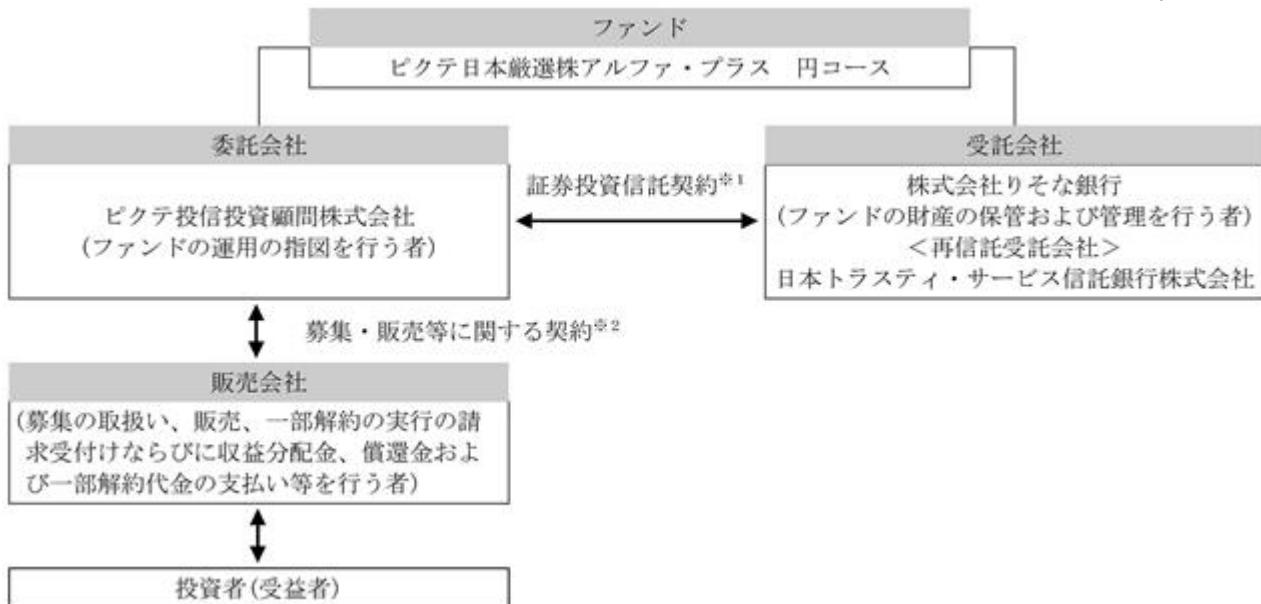 ファンド
ピクテ日本厳選株アルファ・プラス　円コース
委託会社
ピクテ投信投資顧問株式会社
(ファンドの運用の指図を行う者)
証券投資信託契約※1
受託会社
株式会社りそな銀行
(ファンドの財産の保管および管理を行う者)
＜再信託受託会社＞
日本トラスティ・サービス信託銀行株式会社
募集・販売等に関する契約※2
販売会社
(募集の取扱い、販売、一部解約の実行の請
求受付けならびに収益分配金、償還金およ
び一部解約代金の支払い等を行う者)
投資者(受益者)